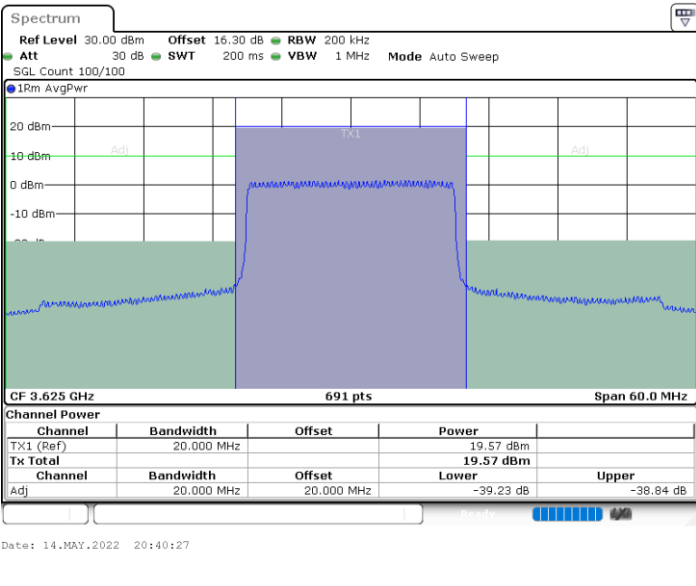 Spectrum
Ref Level 30.00 dBm Offset 16.30 dB RBW 200 kHz
Att 30 dB SWT 200 ms VBW 1 MHz Mode Auto Sweep
SGL Count 100/100
1Rm AvgPwr
20 dBm
TX1
Adj Adj
10 dBm
0 dBm
-10 dBm
CF 3.625 GHz 691 pts Span 60.0 MHz
Channel Power
Channel Bandwidth Offset Power
TX1 (Ref) 20.000 MHz 19.57 dBm
Tx Total 19.57 dBm
Channel Bandwidth Offset Lower Upper
Adj 20.000 MHz 20.000 MHz -39.23 dB -38.84 dB
Ready
Date: 14.MAY.2022 20:40:27